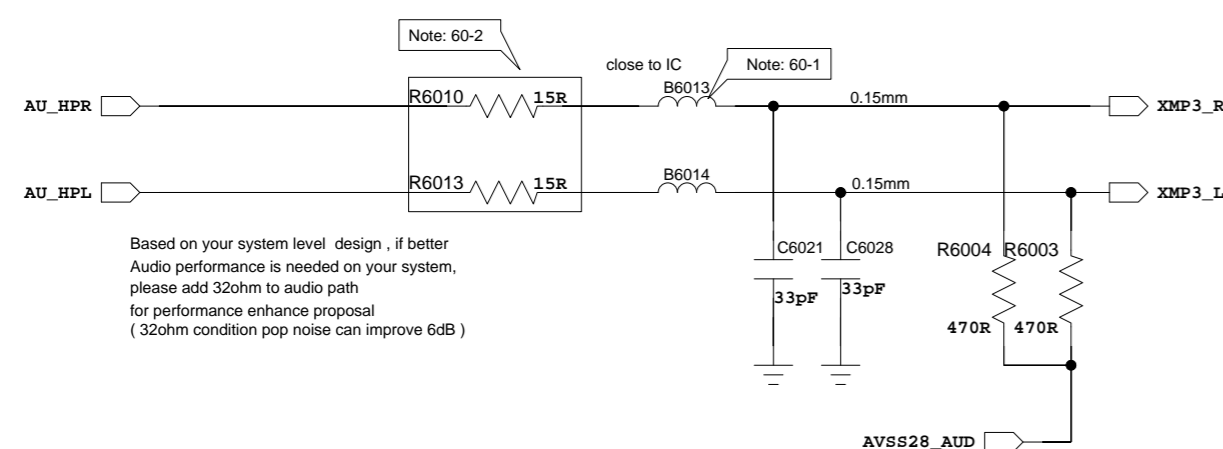 Note: 60-2
close to IC
Note: 60-1
AU_HPR
R6010
15R
B6013
0.15mm
XMP3_R
AU_HPL
R6013
15R
B6014
0.15mm
XMP3_L
Based on your system level design , if better
Audio performance is needed on your system,
please add 32ohm to audio path
for performance enhance proposal
( 32ohm condition pop noise can improve 6dB )
C6021
C6028
33pF
33pF
R6004
R6003
470R
470R
AVSS28_AUD